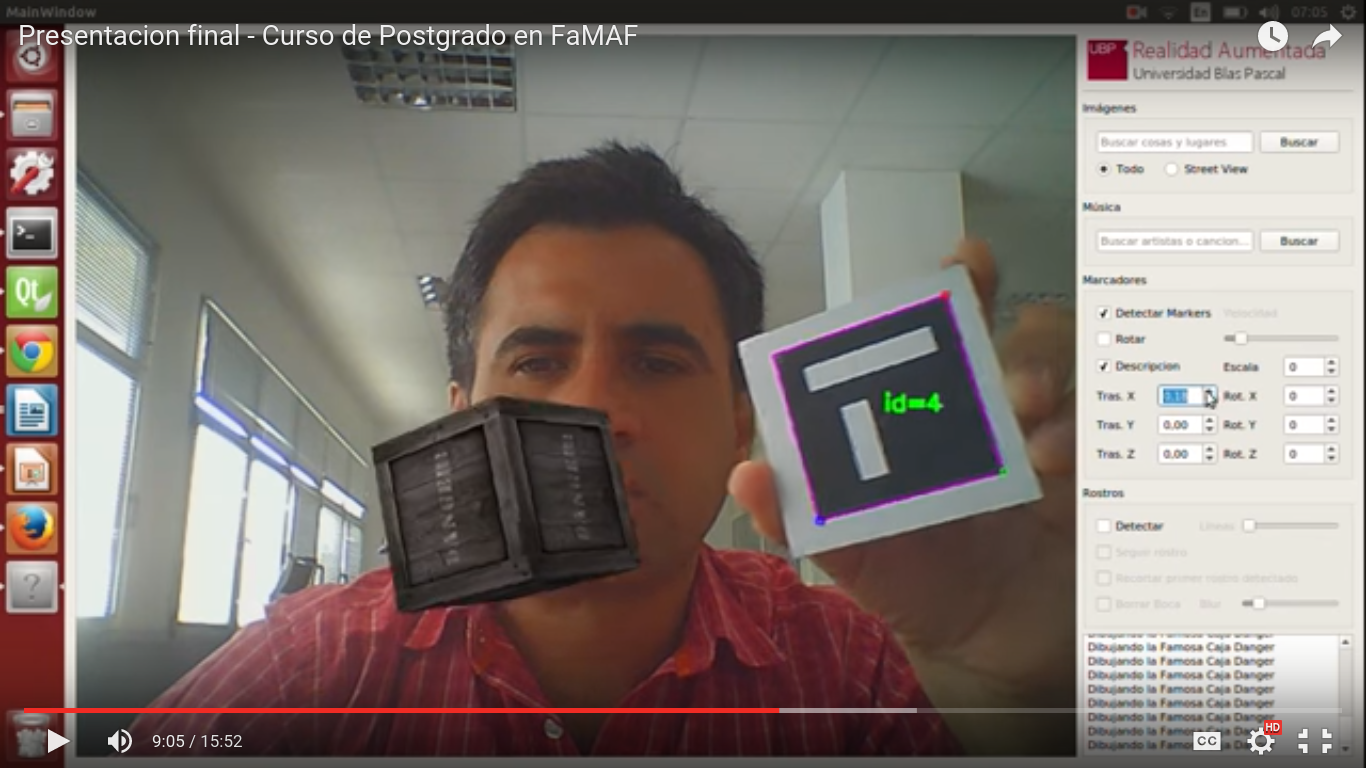 MainWindow
En
07:05
Presentacion final - Curso de Postgrado en FaMAF
UBP
Realidad Aumentada
Universidad Blas Pascal
Imágenes
Buscar cosas y lugares
Buscar
Todo
Street View
Música
Buscar artistas o cancion...
Buscar
Marcadores
Detectar Markers
Velocidad
Rotar
Descripcion
Escala
0
Tras. X
Rot. X
0
Tras. Y
0,00
Rot. Y
0
Tras. Z
0,00
Rot. Z
0
Rostros
Detectar
Lineas
Seguir rostro
Recortar primer rostro detectado
Borrar Boca
Blur
Dibujando la Famosa Caja Danger
Dibujando la Famosa Caja Danger
Dibujando la Famosa Caja Danger
Dibujando la Famosa Caja Danger
Dibujando la Famosa Caja Danger
Dibujando la Famosa Caja Danger
Dibujando la Famosa Caja Danger
Dibujando la Famosa Caja Danger
Dibujando la Famosa Caja Danger
id=4
DANGER!
DANGER!
Qt
9:05 / 15:52
CC
HD